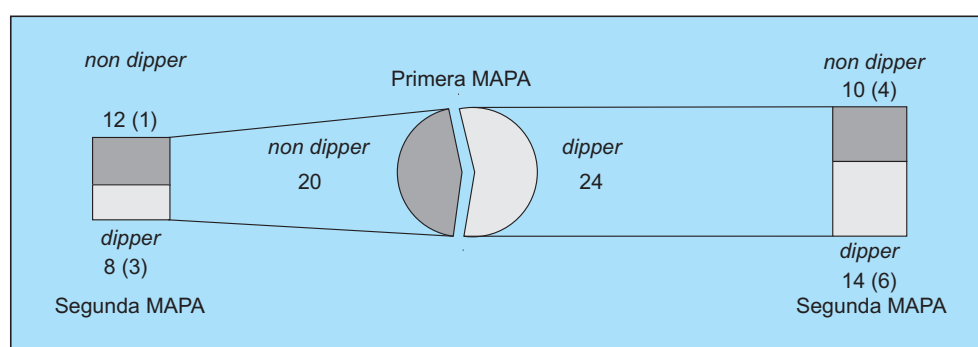 non dipper
12 (1)
dipper
8 (3)
Segunda MAPA
Primera MAPA
non dipper
20
dipper
24
non dipper
10 (4)
dipper
14 (6)
Segunda MAPA